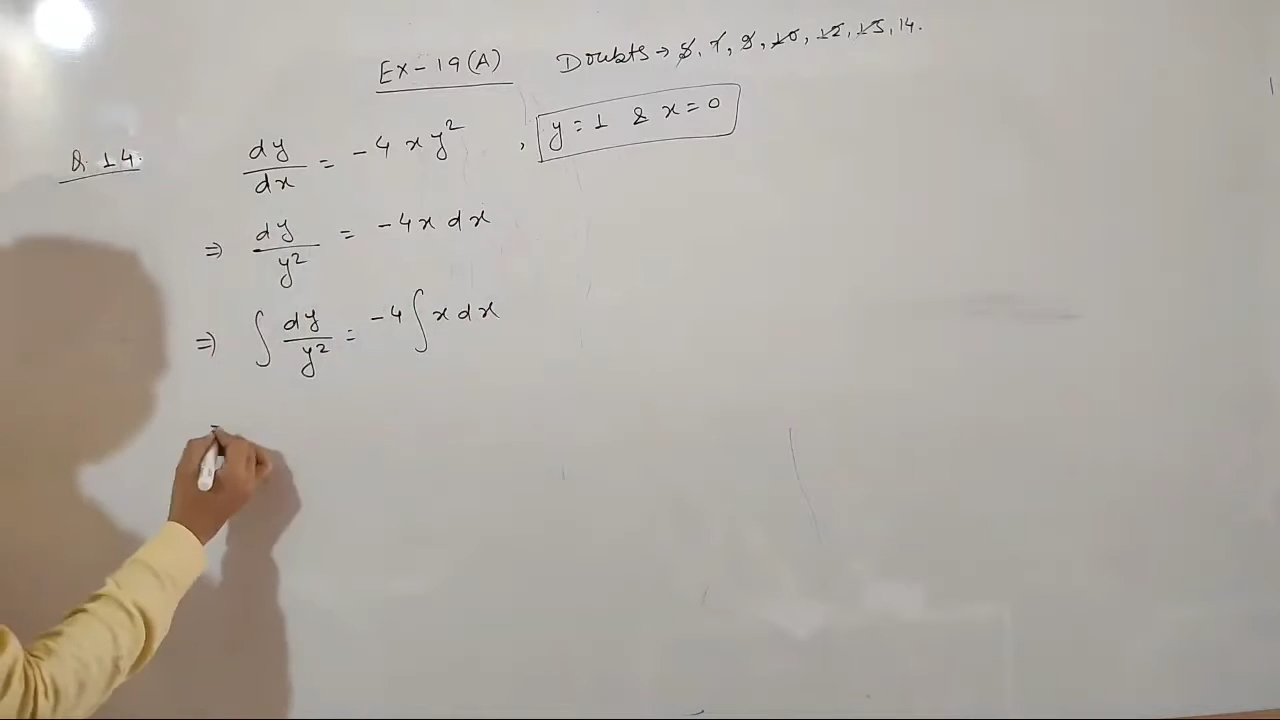 Ex-19(A) Doubts → 8, 7, 9, 10, 12, 13, 14.
Q.14. dy/dx = -4xy², y = 1 & x = 0
⇒ dy/y² = -4x dx
⇒ ∫ dy/y² = -4 ∫ x dx